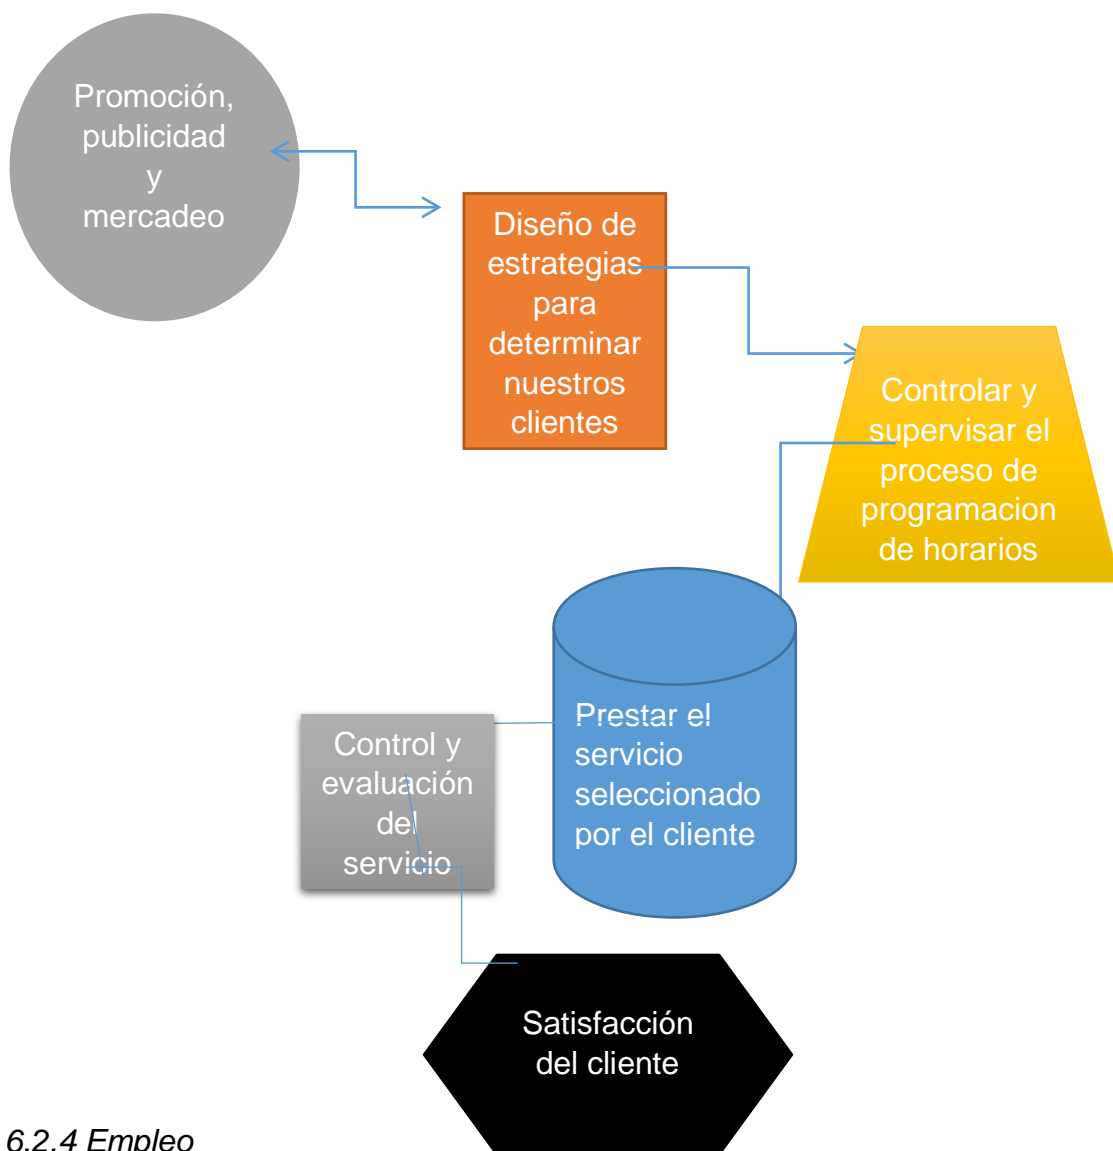 Promoción,
publicidad
y
mercadeo
Diseño de
estrategias
para
determinar
nuestros
clientes
Controlar y
supervisar el
proceso de
programacion
de horarios
Prestar el
servicio
seleccionado
por el cliente
Control y
evaluación
del
servicio
Satisfacción
del cliente
6.2.4 Empleo